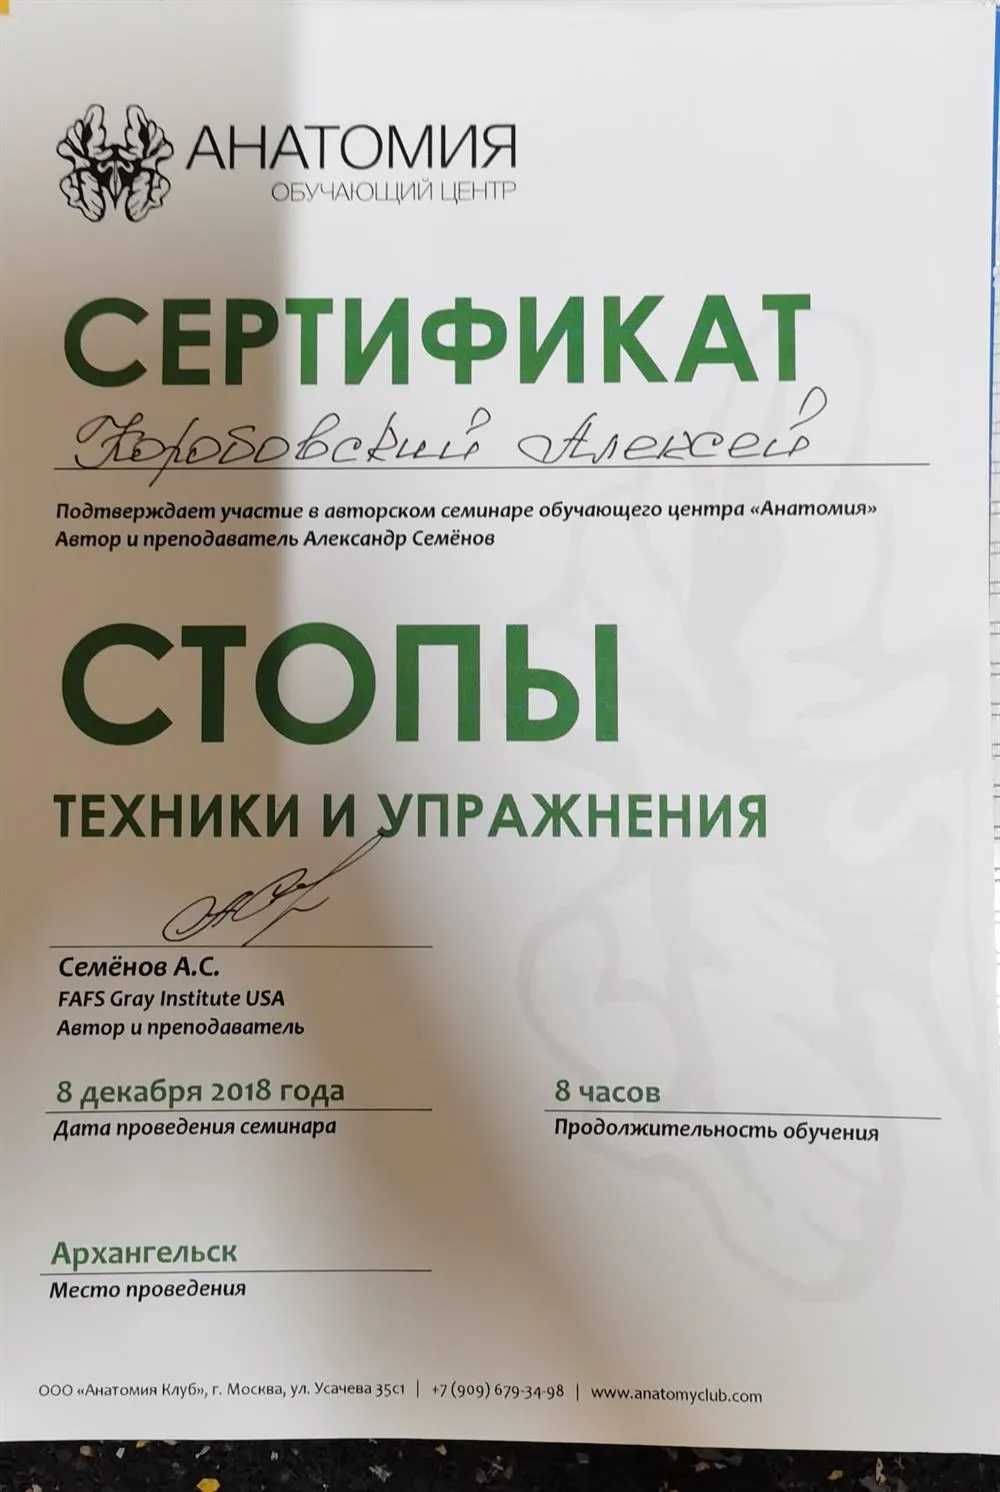 АНАТОМИЯ
ОБУЧАЮЩИЙ ЦЕНТР
СЕРТИФИКАТ
Коробовский Алексей
Подтверждает участие в авторском семинаре обучающего центра «Анатомия»
Автор и преподаватель Александр Семёнов
СТОПЫ
ТЕХНИКИ И УПРАЖНЕНИЯ
Семёнов А.С.
FAFS Gray Institute USA
Автор и преподаватель
8 декабря 2018 года
Дата проведения семинара
8 часов
Продолжительность обучения
Архангельск
Место проведения
ООО «Анатомия Клуб», г. Москва, ул. Усачева 35с1 | +7 (909) 679-34-98 | www.anatomyclub.com